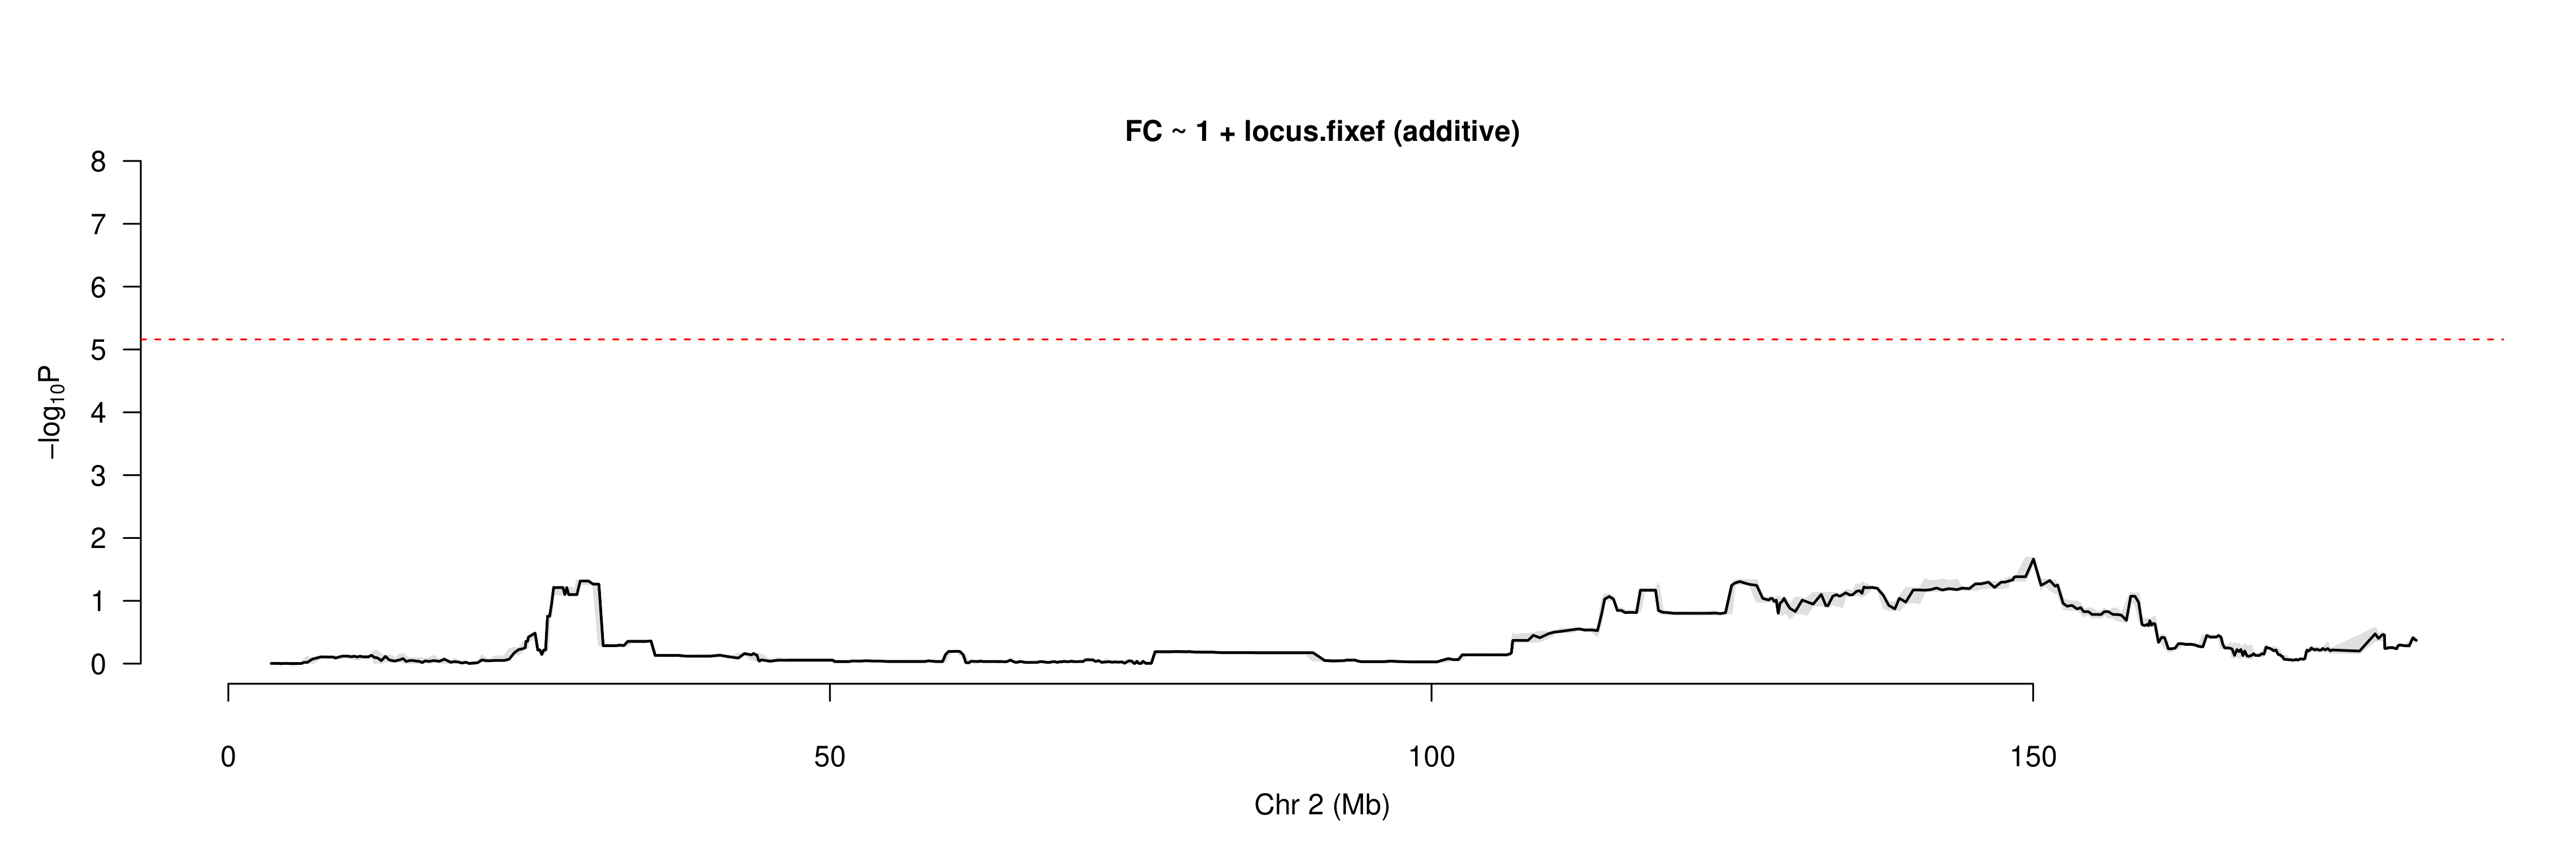 FC ~ 1 + locus.fixef (additive)
8
7
6
5
4
3
2
1
0
−log₁₀P
0 50 100 150
Chr 2 (Mb)